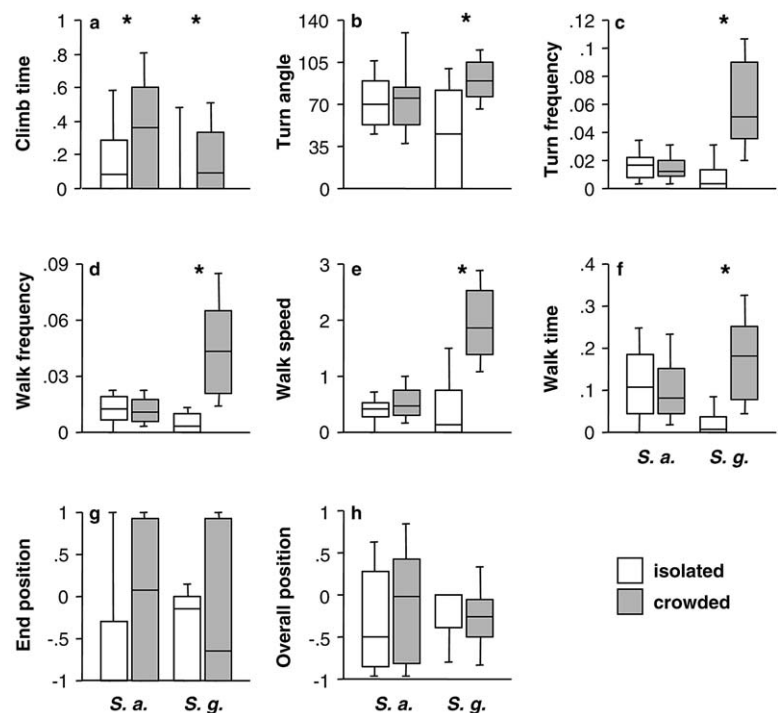 a
Climb time
1
.8
.6
.4
.2
0
* *
b
Turn angle
140
105
70
35
0
*
c
Turn frequency
.12
.1
.08
.06
.04
.02
0
*
d
Walk frequency
.09
.06
.03
0
*
e
Walk speed
3
2
1
0
*
f
Walk time
.4
.3
.2
.1
0
*
S. a. S. g.
g
End position
1
.5
0
-.5
-1
S. a. S. g.
h
Overall position
1
.5
0
-.5
-1
S. a. S. g.
isolated
crowded